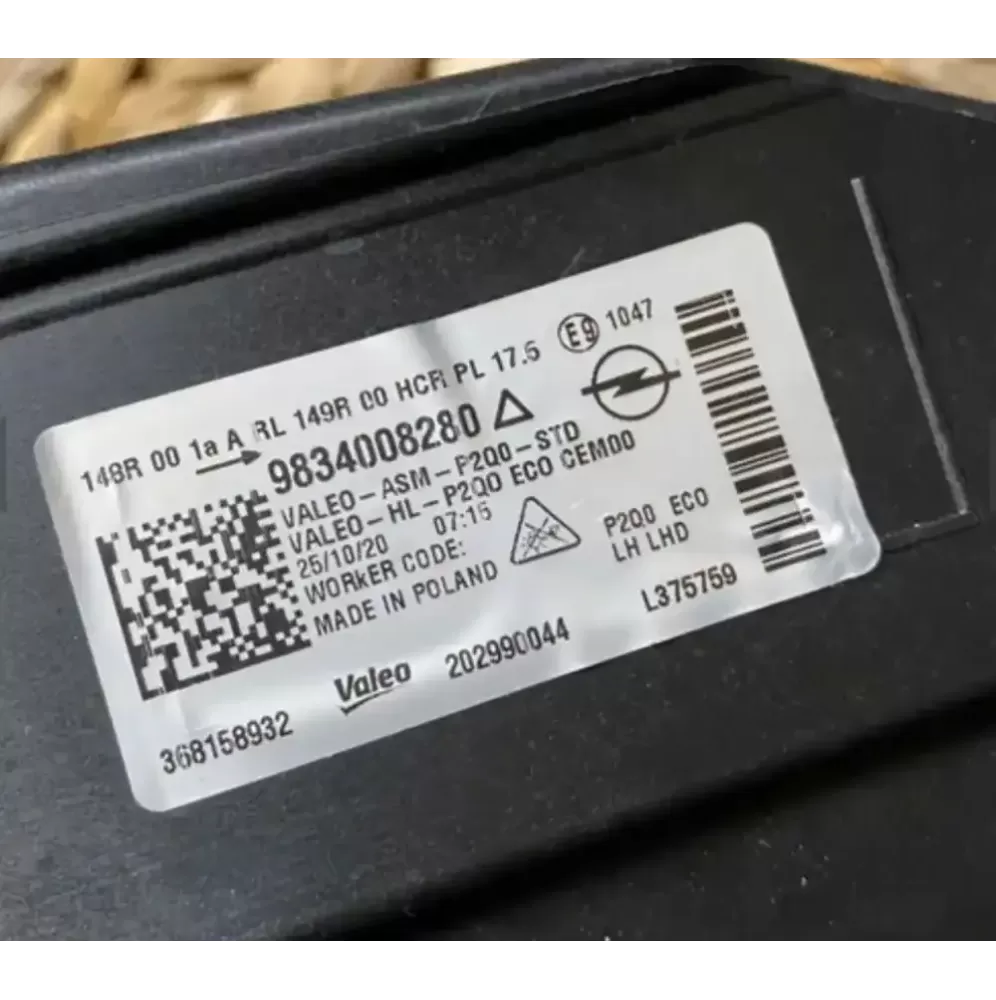 148R 00 1a A RL 149R 00 HCR PL 17.5 E9 1047
9834008280
VALEO-ASM-P2Q0-STD
VALEO-HL-P2Q0 ECO CEM00
25/10/20 07:15
WORKER CODE:
MADE IN POLAND
P2Q0 ECO
LH LHD
Valeo 202990044 L375759
368158932